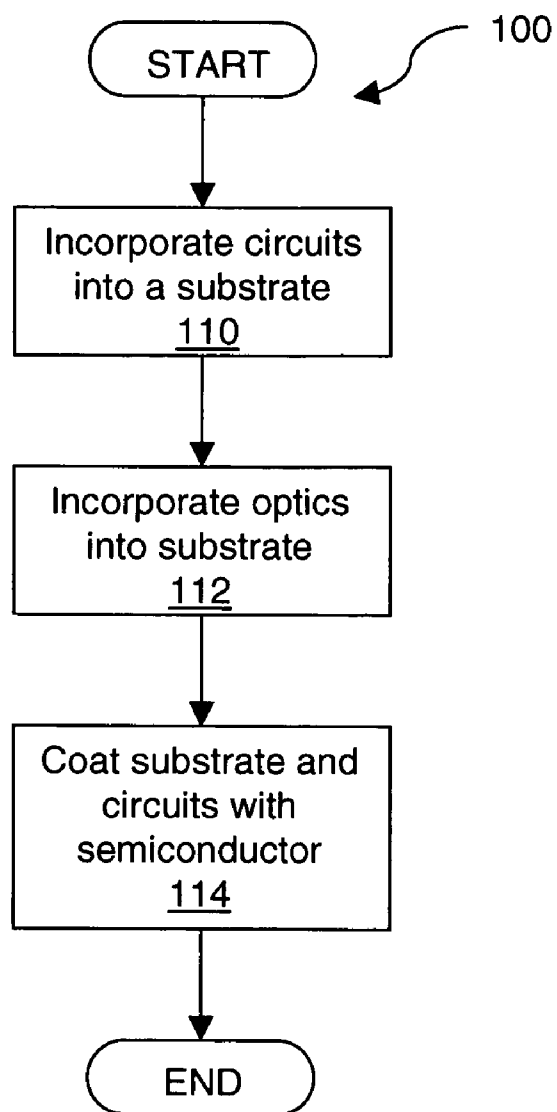 100
START
Incorporate circuits
into a substrate
110
Incorporate optics
into substrate
112
Coat substrate and
circuits with
semiconductor
114
END